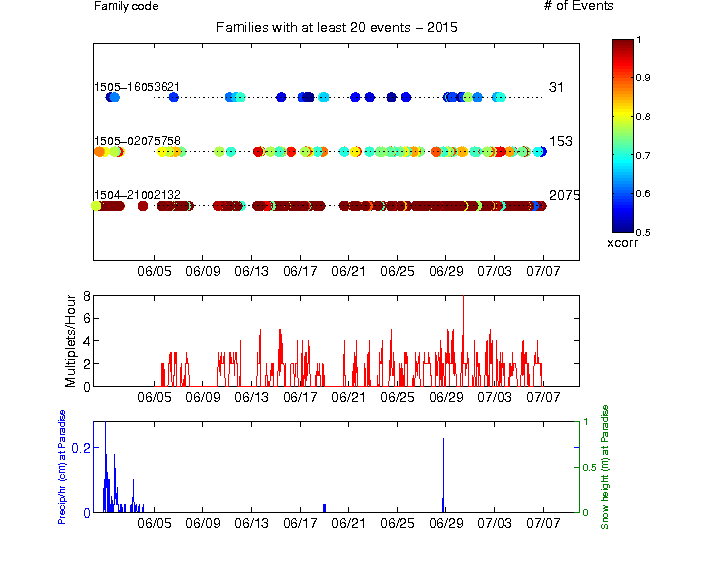 Family code
# of Events
Families with at least 20 events – 2015
1505–16053621
31
1505–02075758
153
1504–21002132
2075
06/05 06/09 06/13 06/17 06/21 06/25 06/29 07/03 07/07
1
0.9
0.8
0.7
0.6
0.5
xcorr
Multiplets/Hour
8
6
4
2
0
06/05 06/09 06/13 06/17 06/21 06/25 06/29 07/03 07/07
Precip/hr (cm) at Paradise
0.2
0
1
0.5
0
Snow height (m) at Paradise
06/05 06/09 06/13 06/17 06/21 06/25 06/29 07/03 07/07